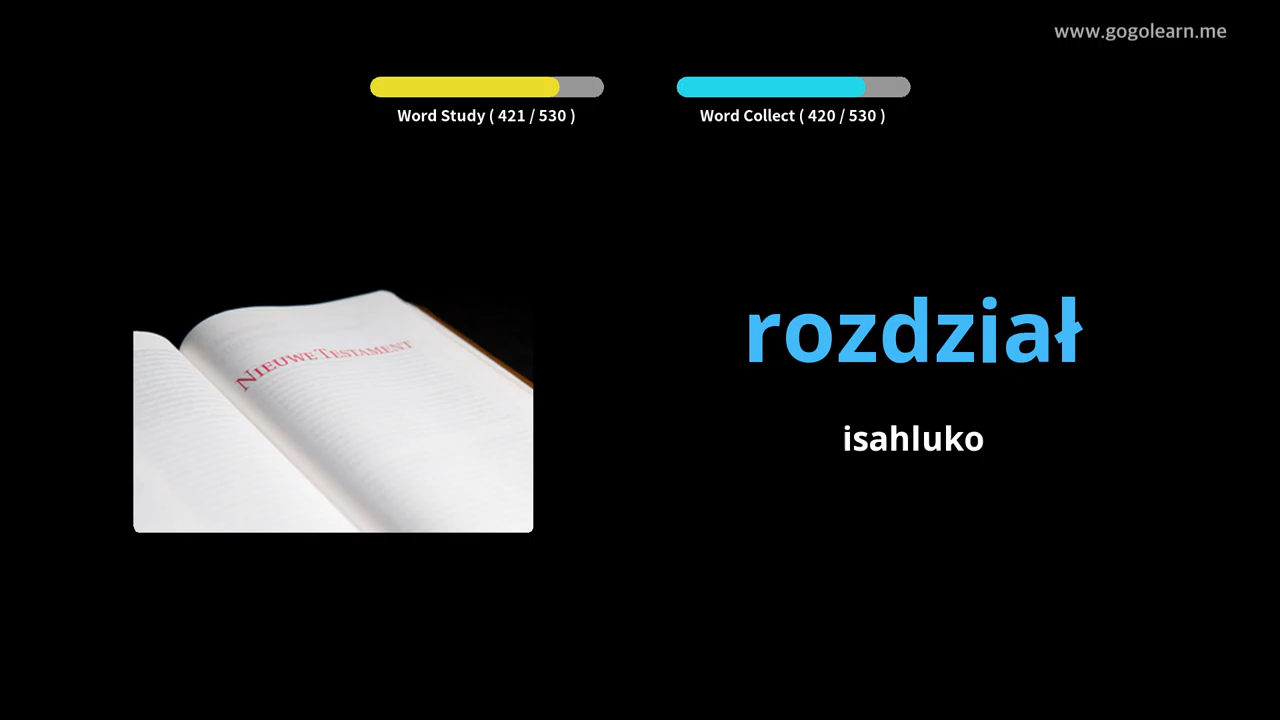 www.gogolearn.me
Word Study ( 421 / 530 )
Word Collect ( 420 / 530 )
NIEUWE TESTAMENT
rozdział
isahluko